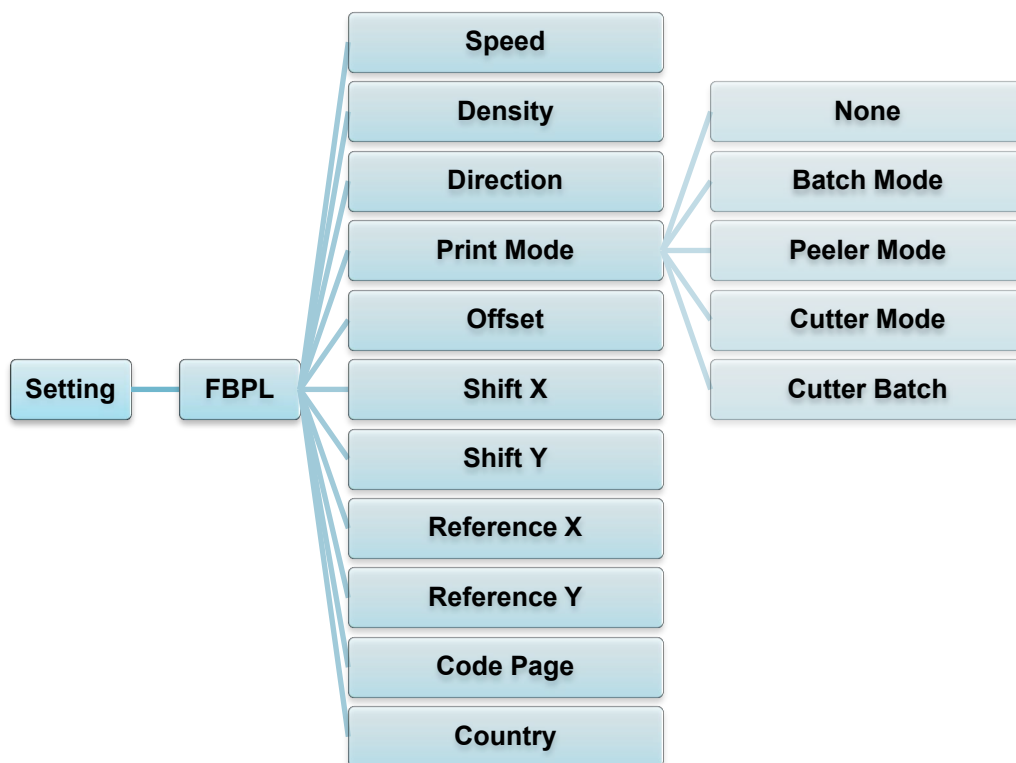 Setting
FBPL
Speed
Density
Direction
Print Mode
Offset
Shift X
Shift Y
Reference X
Reference Y
Code Page
Country
None
Batch Mode
Peeler Mode
Cutter Mode
Cutter Batch